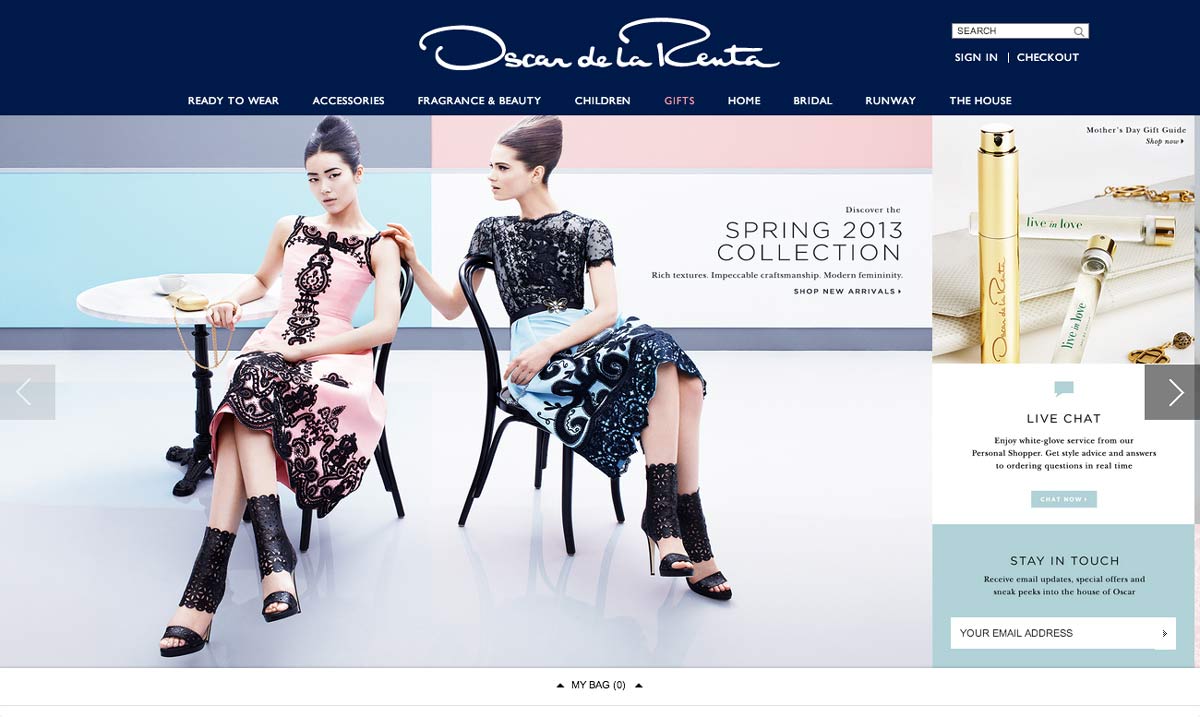 Oscar de la Renta
SEARCH
SIGN IN | CHECKOUT
READY TO WEAR ACCESSORIES FRAGRANCE & BEAUTY CHILDREN GIFTS HOME BRIDAL RUNWAY THE HOUSE
Discover the
SPRING 2013
COLLECTION
Rich textures. Impeccable craftsmanship. Modern femininity.
SHOP NEW ARRIVALS
Mother's Day Gift Guide
Shop now
live in love
Oscar de la Renta
live in love
LIVE CHAT
Enjoy white-glove service from our
Personal Shopper. Get style advice and answers
to ordering questions in real time
CHAT NOW
STAY IN TOUCH
Receive email updates, special offers and
sneak peeks into the house of Oscar
YOUR EMAIL ADDRESS
MY BAG (0)